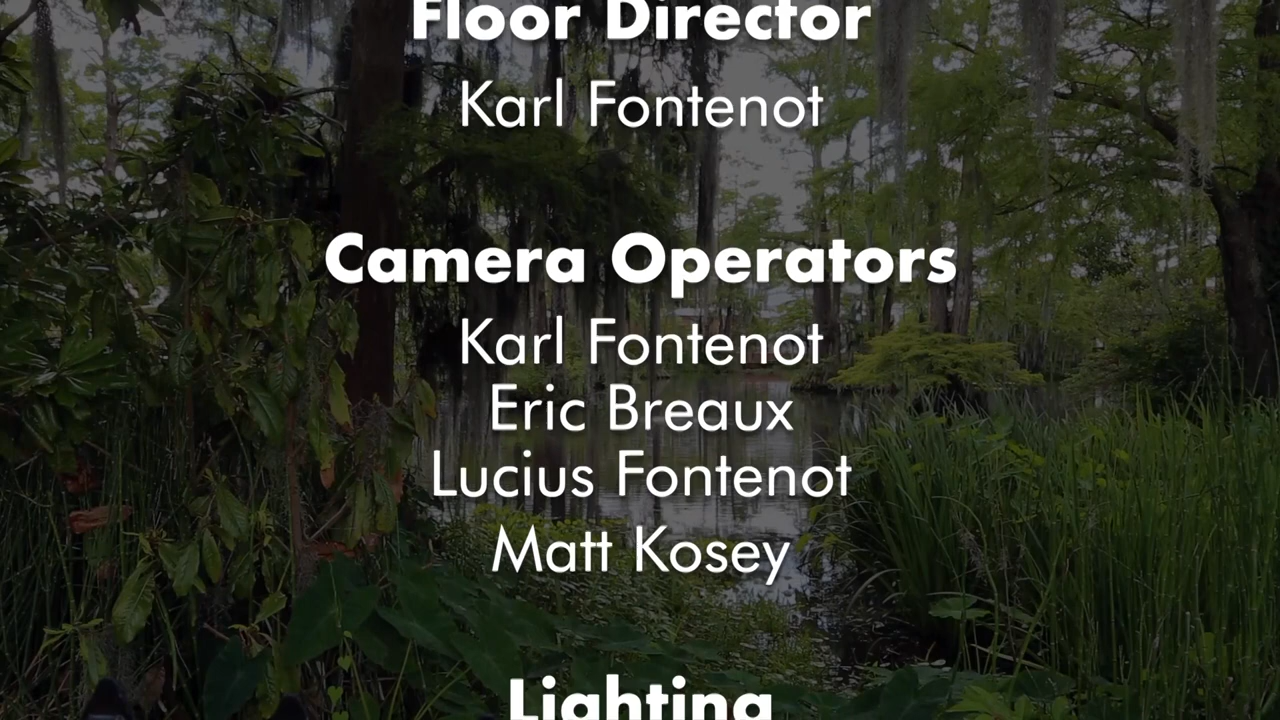 Floor Director
Karl Fontenot
Camera Operators
Karl Fontenot
Eric Breaux
Lucius Fontenot
Matt Kosey
Lighting